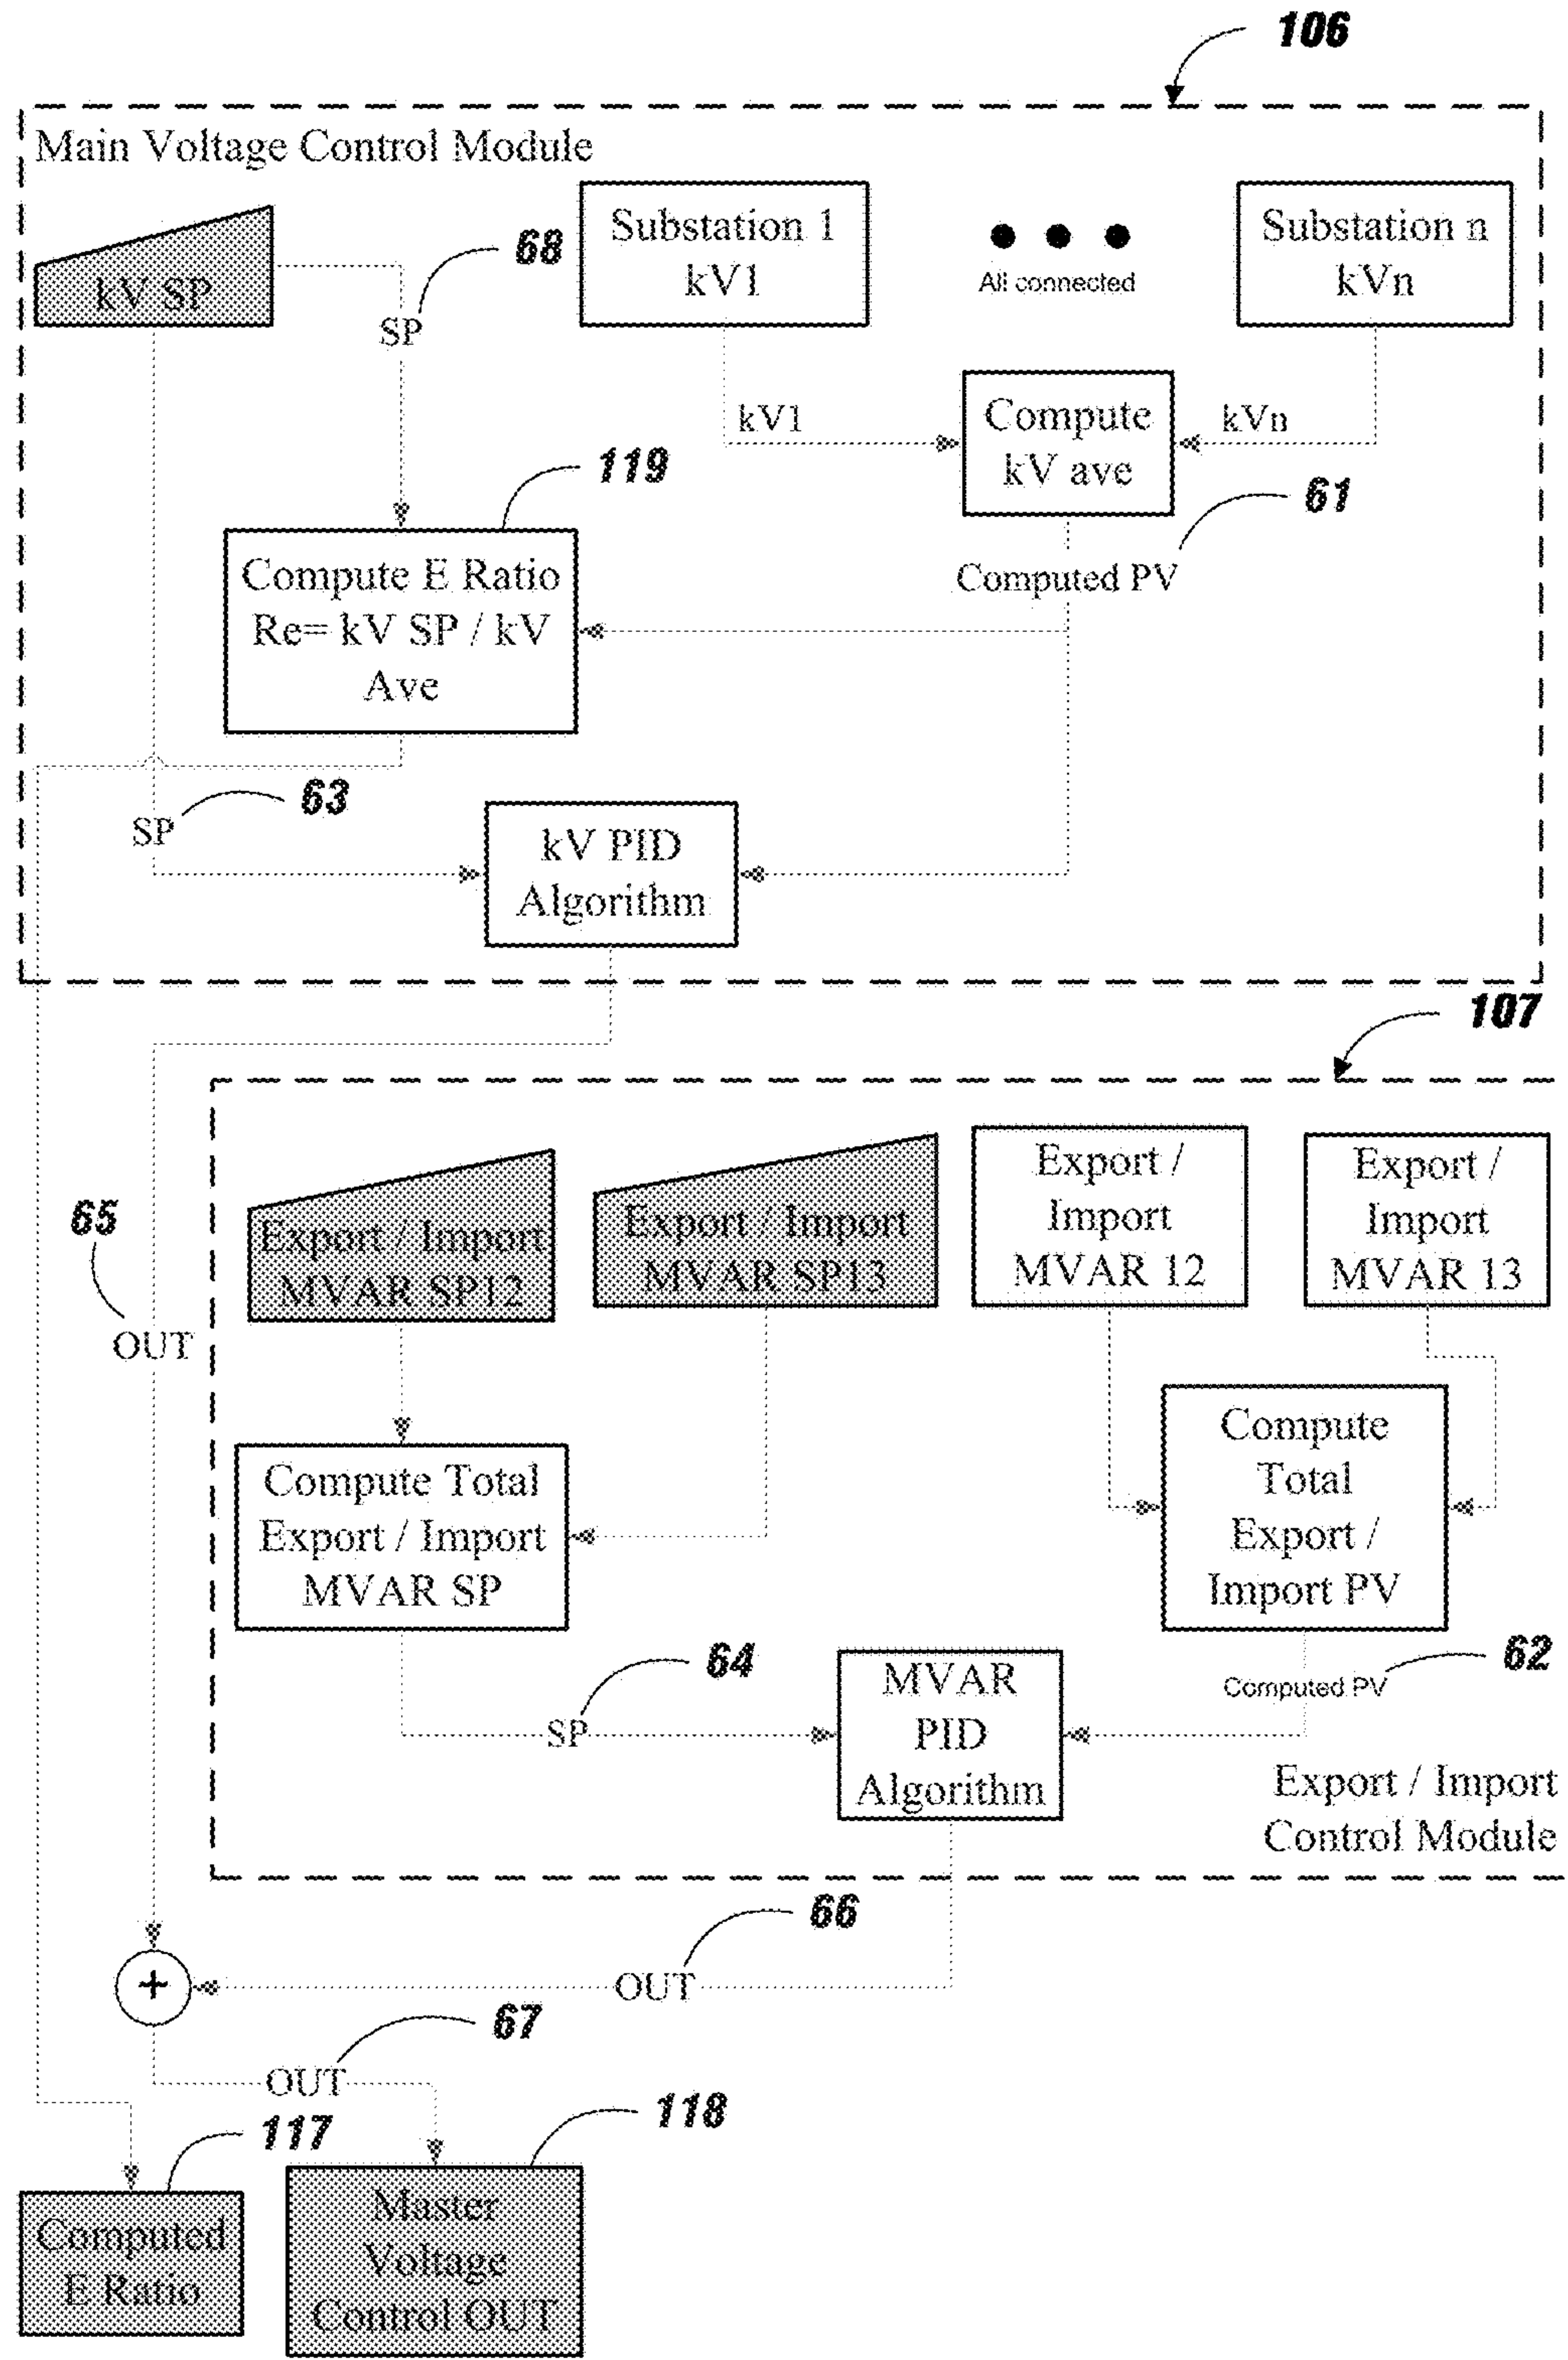 106
Main Voltage Control Module
kV SP
68
SP
Substation 1
kV1
All connected
Substation n
kVn
kV1
Compute
kV ave
kVn
61
119
Compute E Ratio
Re= kV SP / kV
Ave
Computed PV
63
SP
kV PID
Algorithm
107
65
OUT
Export / Import
MVAR SP12
Export / Import
MVAR SP13
Export /
Import
MVAR 12
Export /
Import
MVAR 13
Compute Total
Export / Import
MVAR SP
Compute
Total
Export /
Import PV
64
SP
MVAR
PID
Algorithm
62
Computed PV
Export / Import
Control Module
66
+
OUT
67
OUT
117
118
Computed
E Ratio
Master
Voltage
Control OUT